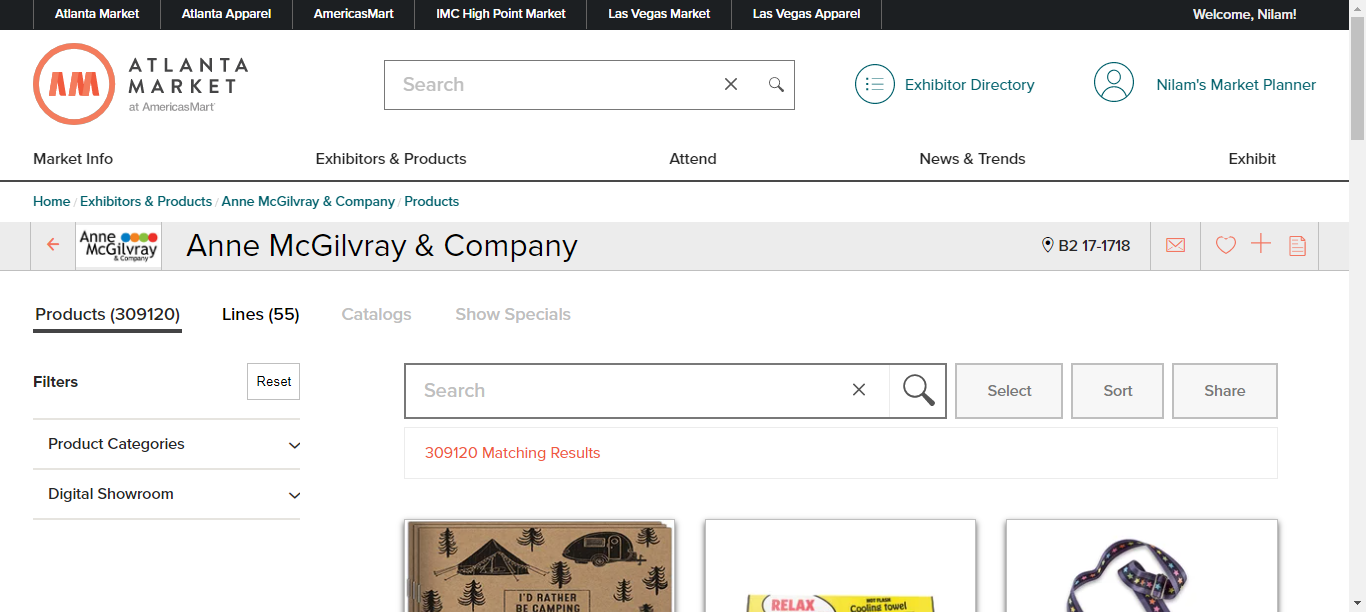 Atlanta Market Atlanta Apparel AmericasMart IMC High Point Market Las Vegas Market Las Vegas Apparel Welcome, Nilam!
AM ATLANTA
MARKET
at AmericasMart
Search Exhibitor Directory Nilam's Market Planner
Market Info Exhibitors & Products Attend News & Trends Exhibit
Home / Exhibitors & Products / Anne McGilvray & Company / Products
Anne
McGilvray
& Company
Anne McGilvray & Company B2 17-1718
Products (309120) Lines (55) Catalogs Show Specials
Filters Reset
Search Select Sort Share
Product Categories
309120 Matching Results
Digital Showroom
I'D RATHER
BE CAMPING
RELAX
HOT FLASH
Cooling towel